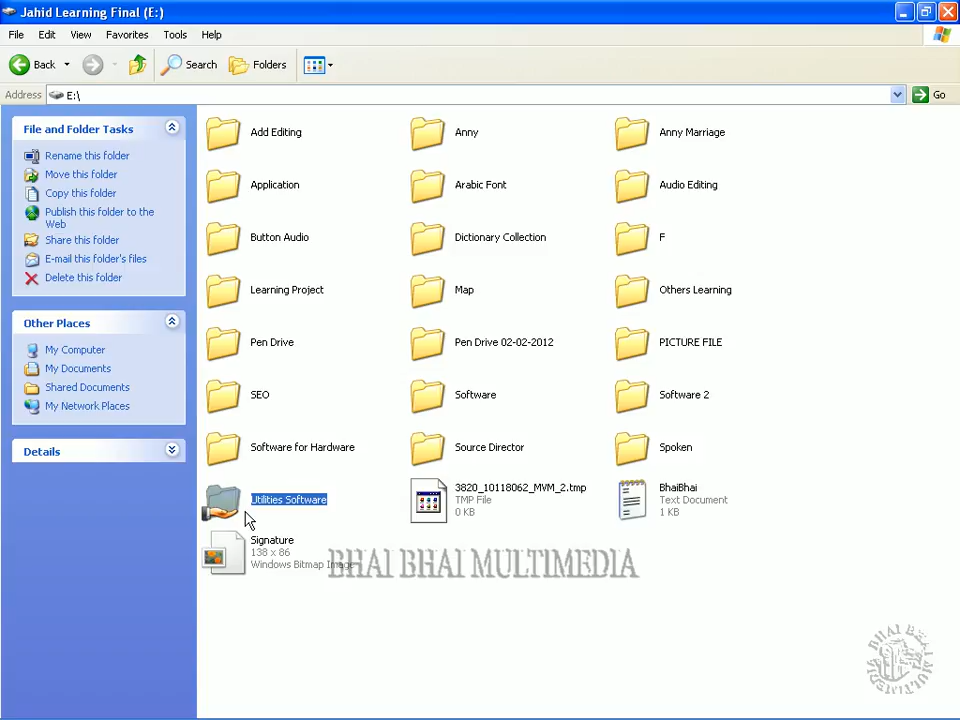 Jahid Learning Final (E:)
File Edit View Favorites Tools Help
Back Search Folders
Address E:\ Go
File and Folder Tasks
Rename this folder
Move this folder
Copy this folder
Publish this folder to the
Web
Share this folder
E-mail this folder's files
Delete this folder
Other Places
My Computer
My Documents
Shared Documents
My Network Places
Details
Add Editing Anny Anny Marriage
Application Arabic Font Audio Editing
Button Audio Dictionary Collection F
Learning Project Map Others Learning
Pen Drive Pen Drive 02-02-2012 PICTURE FILE
SEO Software Software 2
Software for Hardware Source Director Spoken
Utilities Software
3820_10118062_MVM_2.tmp
TMP File
0 KB
BhaiBhai
Text Document
1 KB
Signature
138 x 86
Windows Bitmap Image
BHAI BHAI MULTIMEDIA
BHAI BHAI MULTIMEDIA